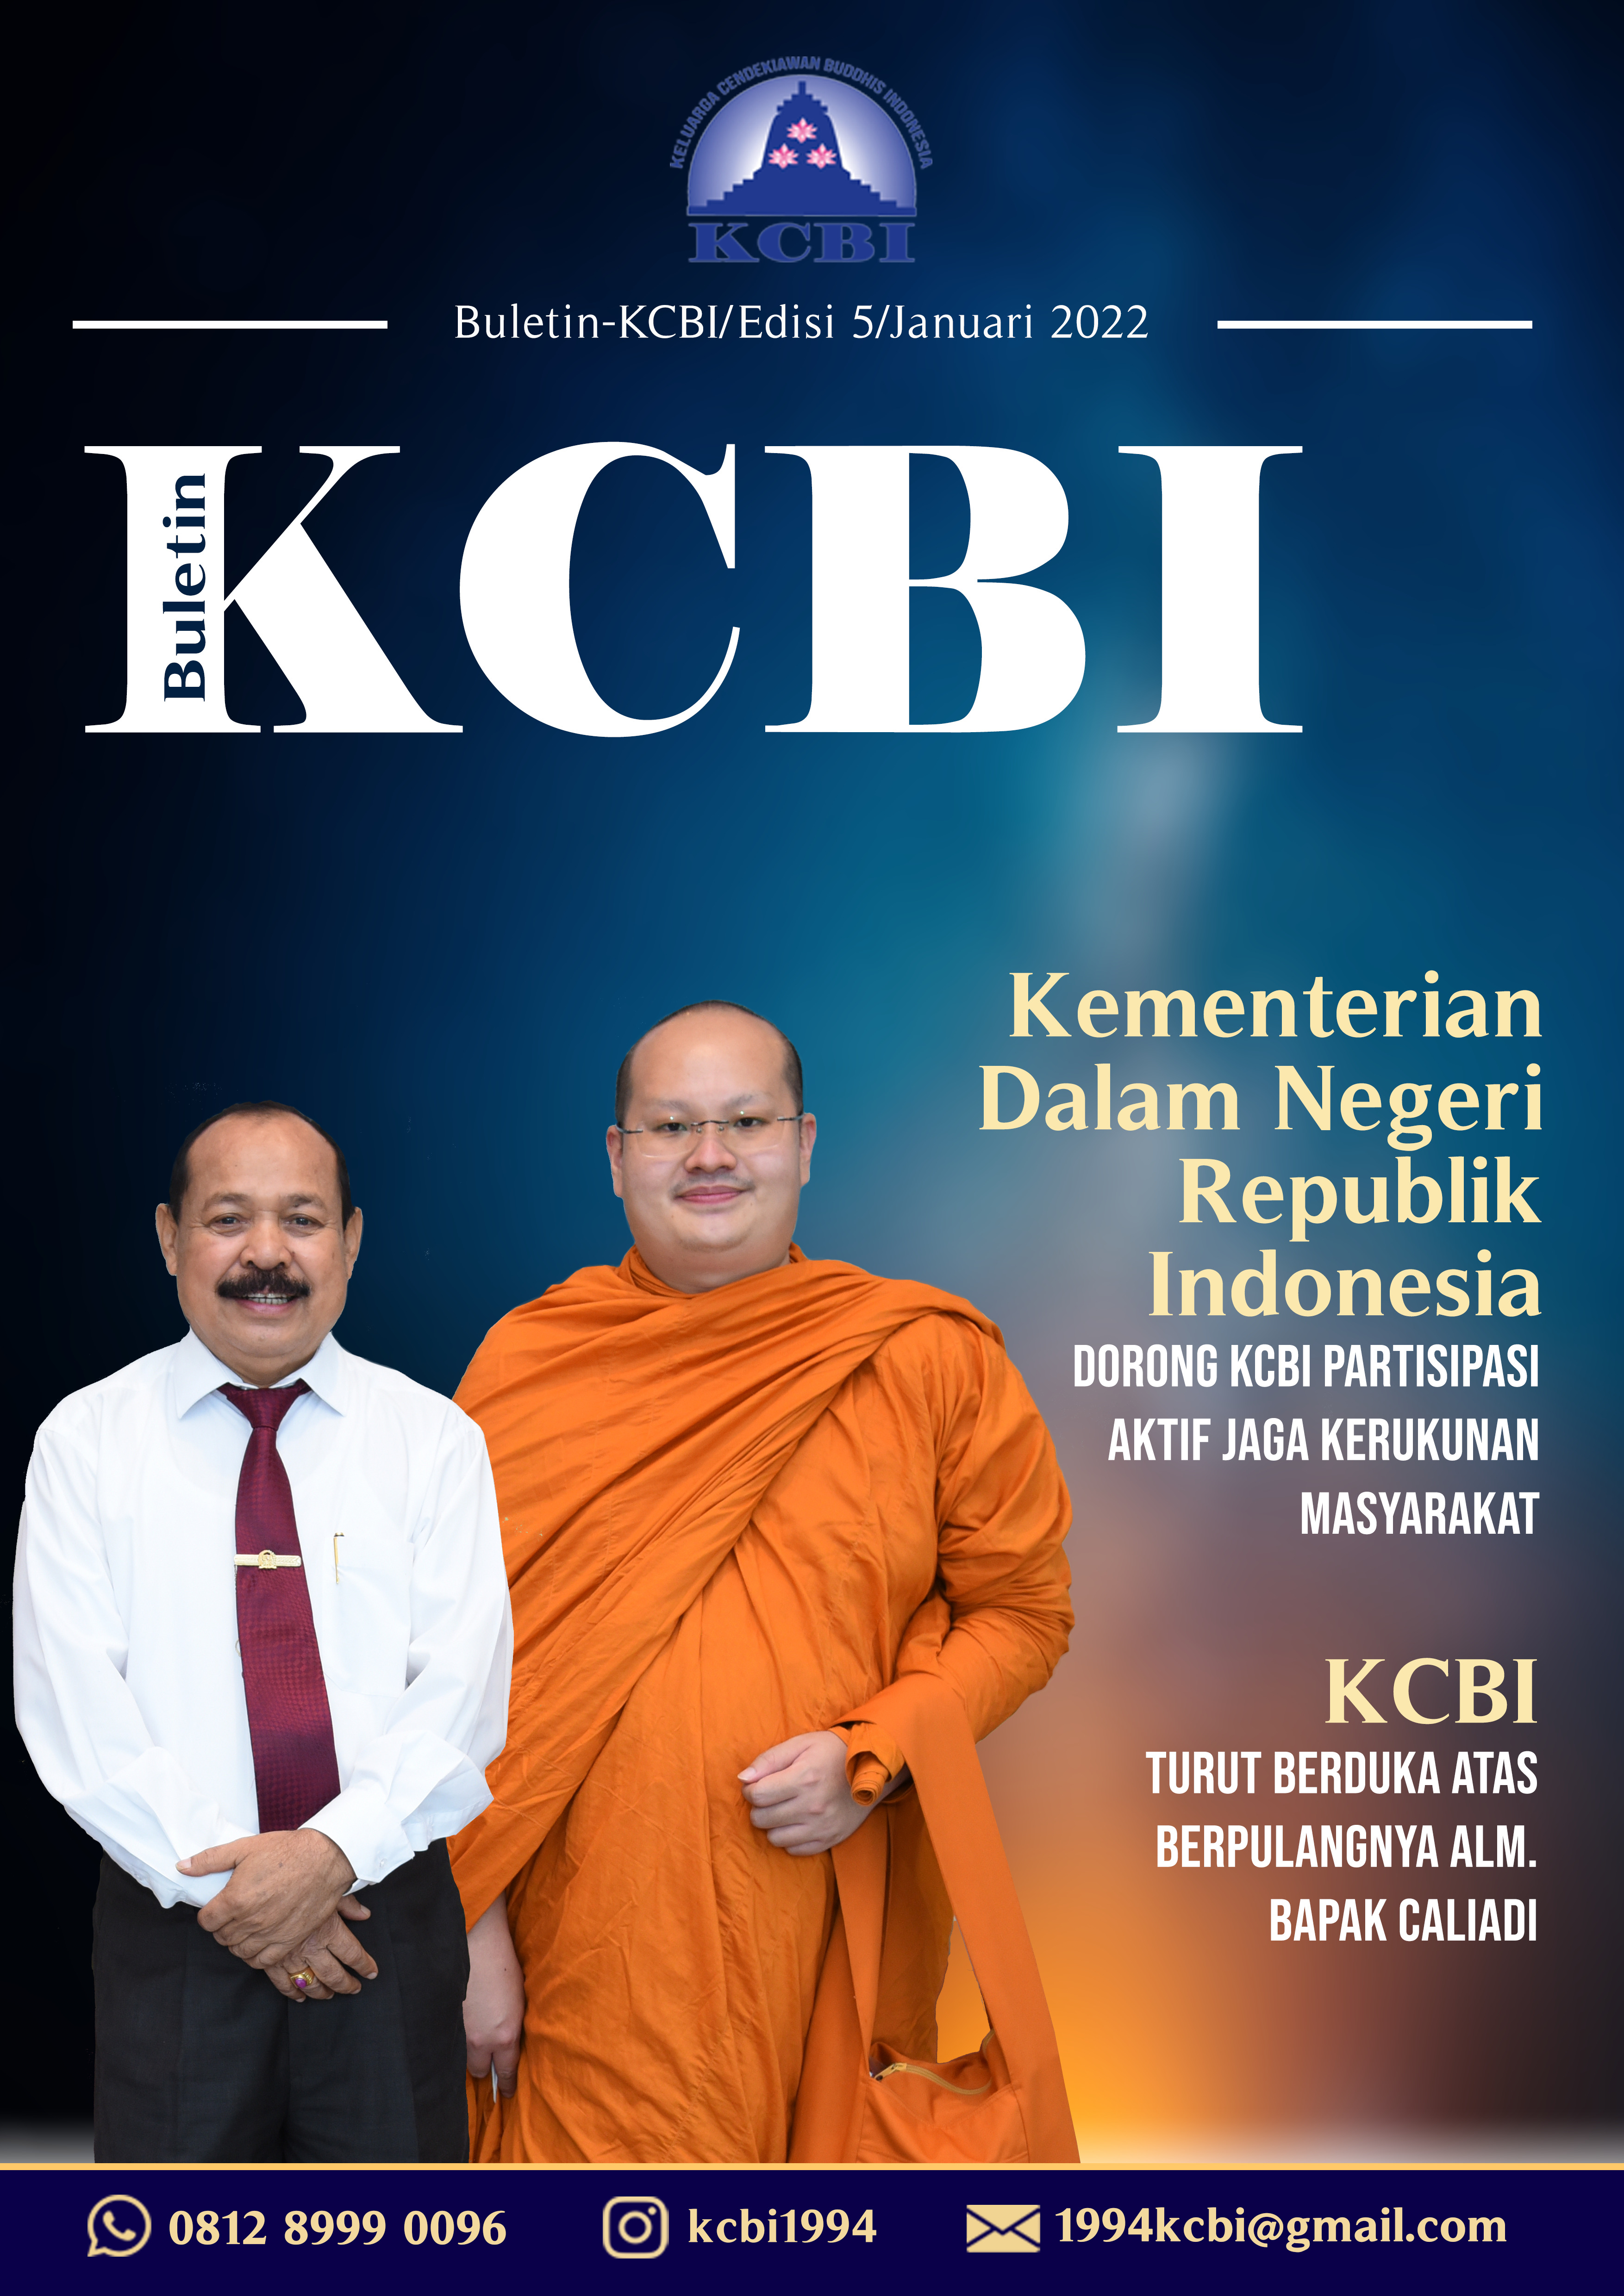 KELUARGA CENDEKIAWAN BUDDHIS INDONESIA
KCBI
Buletin-KCBI/Edisi 5/Januari 2022
Buletin
KCBI
Kementerian
Dalam Negeri
Republik
Indonesia
DORONG KCBI PARTISIPASI
AKTIF JAGA KERUKUNAN
MASYARAKAT
KCBI
TURUT BERDUKA ATAS
BERPULANGNYA ALM.
BAPAK CALIADI
0812 8999 0096
kcbi1994
1994kcbi@gmail.com